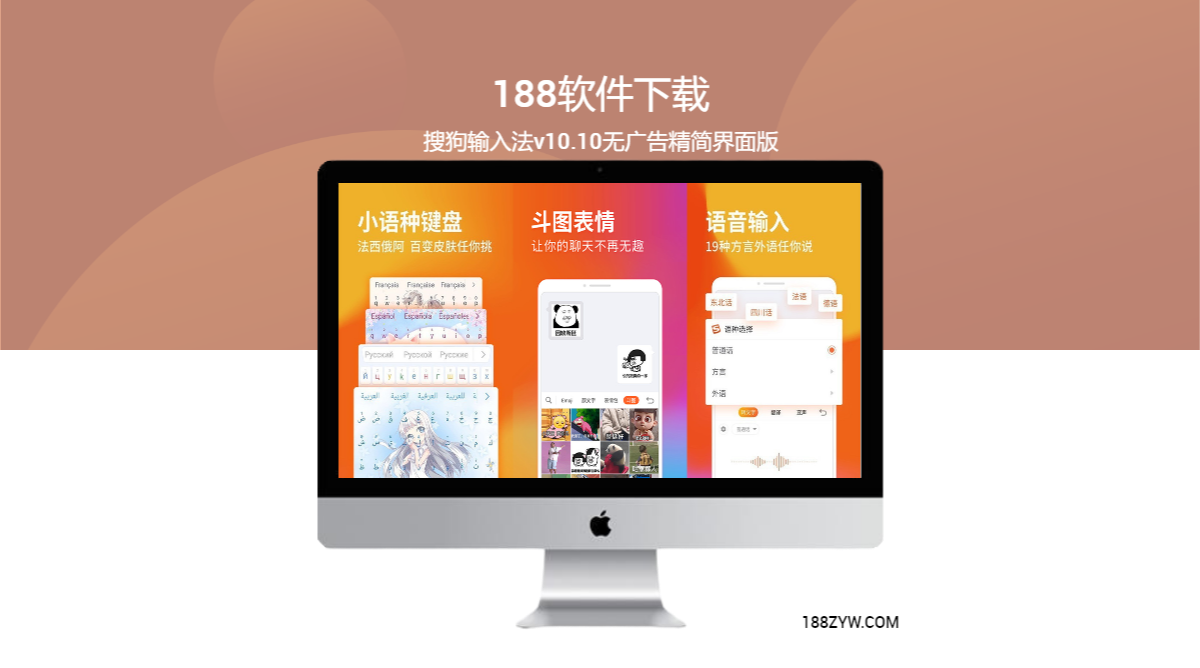 188软件下载
搜狗输入法v10.10无广告精简界面版
小语种键盘
法西俄阿 百变皮肤任你挑
斗图表情
让你的聊天不再无趣
语音输入
19种方言外语任你说
Français Française Français
Español Española Españoles
Русский Русской Русские
й ц у к е н г ш щ з х
العربية العربية العرفية العربية
Emoji
东北话
四川话
法语
德语
语种选择
普通话
方言
外语
翻译
188ZYW.COM